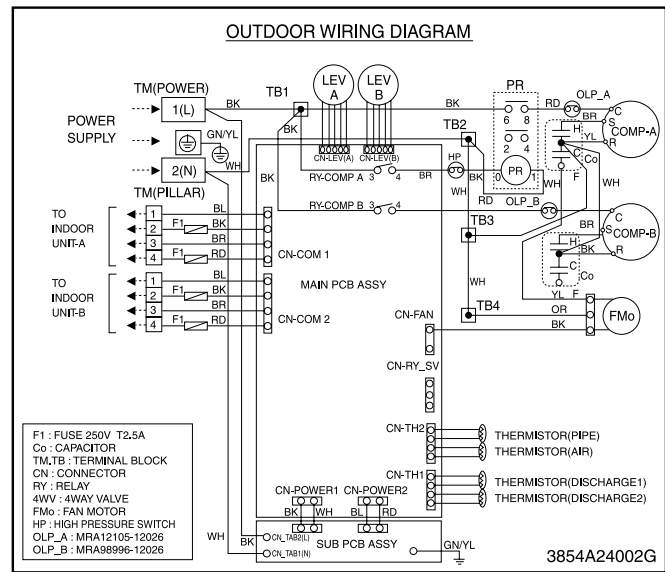 OUTDOOR WIRING DIAGRAM
TM(POWER)
1(L)
BK
POWER
SUPPLY
GN/YL
2(N)
WH
TM(PILLAR)
TB1
BK
BK
LEV
A
LEV
B
CN-LEV(A)
CN-LEV(B)
BK
TB2
PR
6 8
2 4
0 PR 1
RD
OLP_A
BR
C
S
R
COMP-A
YL
H
C
Co
F
HP
RY-COMP A 3 4
BR
BK
WH
WH
WH
RD
OLP_B
RY-COMP B 3 4
TB3
C
S
R
COMP-B
H
BK
C
Co
WH
TO
INDOOR
UNIT-A
1 BL
2 F1 BK
3 BR
4 RD
CN-COM 1
TO
INDOOR
UNIT-B
1 BL
2 F1 BK
3 BR
4 F1 RD
CN-COM 2
MAIN PCB ASSY
CN-FAN
TB4
YL F
OR
BK
FMo
CN-RY_SV
CN-TH2
THERMISTOR(PIPE)
THERMISTOR(AIR)
CN-TH1
THERMISTOR(DISCHARGE1)
THERMISTOR(DISCHARGE2)
F1 : FUSE 250V T2.5A
Co : CAPACITOR
TM,TB : TERMINAL BLOCK
CN : CONNECTOR
RY : RELAY
4WV : 4WAY VALVE
FMo : FAN MOTOR
HP : HIGH PRESSURE SWITCH
OLP_A : MRA12105-12026
OLP_B : MRA98996-12026
CN-POWER1
CN-POWER2
BK WH BL RD
WH
BK
CN_TAB2(L)
CN_TAB1(N)
SUB PCB ASSY
GN/YL
3854A24002G